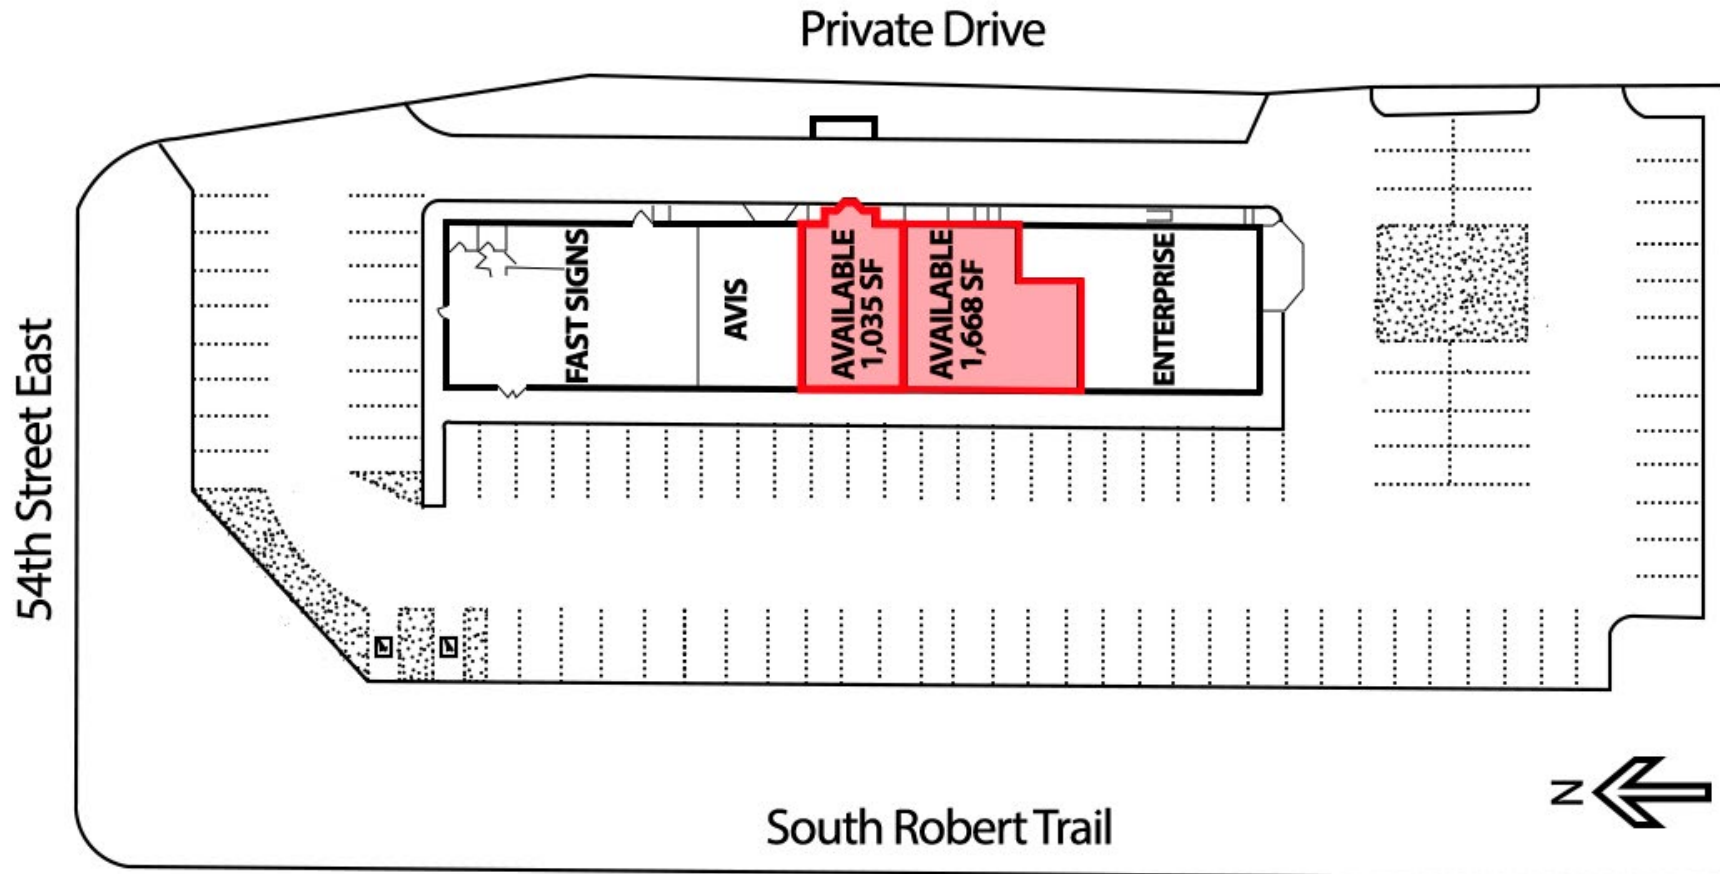 Private Drive
54th Street East
FAST SIGNS
AVIS
AVAILABLE
1,035 SF
AVAILABLE
1,668 SF
ENTERPRISE
N
South Robert Trail